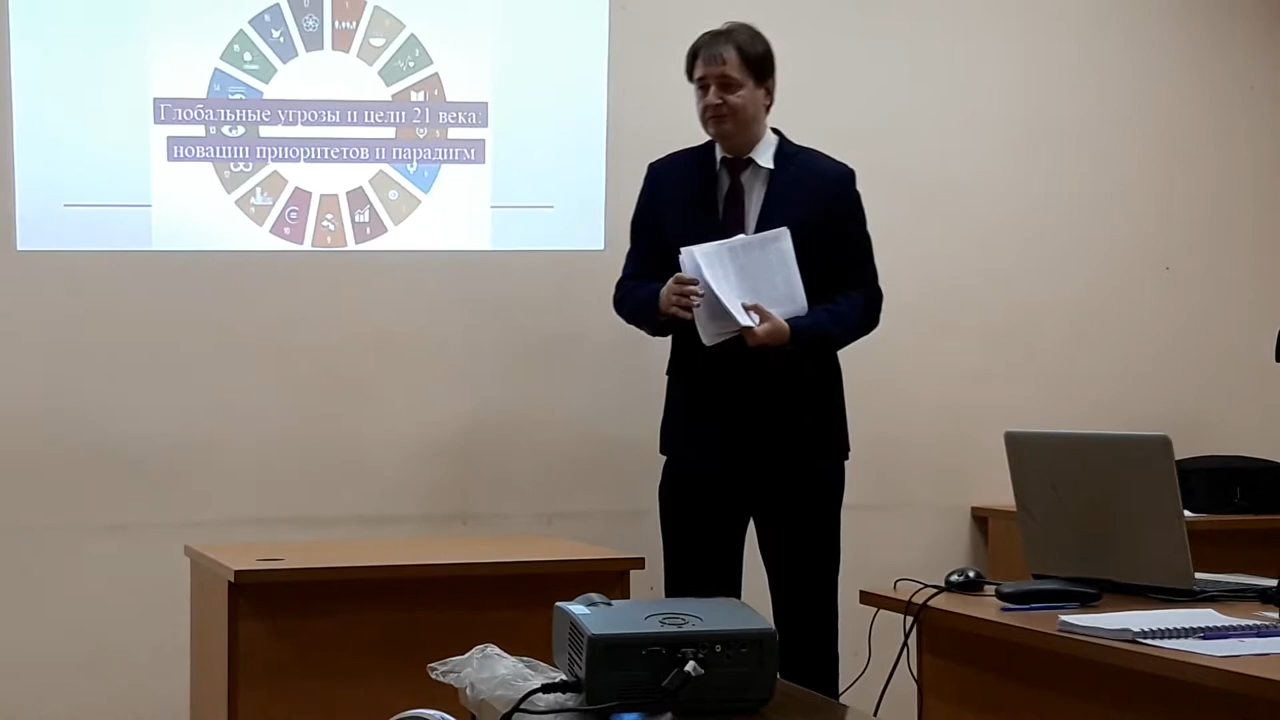 Глобальные угрозы и цели 21 века:
новации приоритетов и парадигм